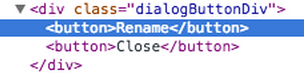 ▼<div class="dialogButtonDiv">
<button>Rename</button>
<button>Close</button>
</div>